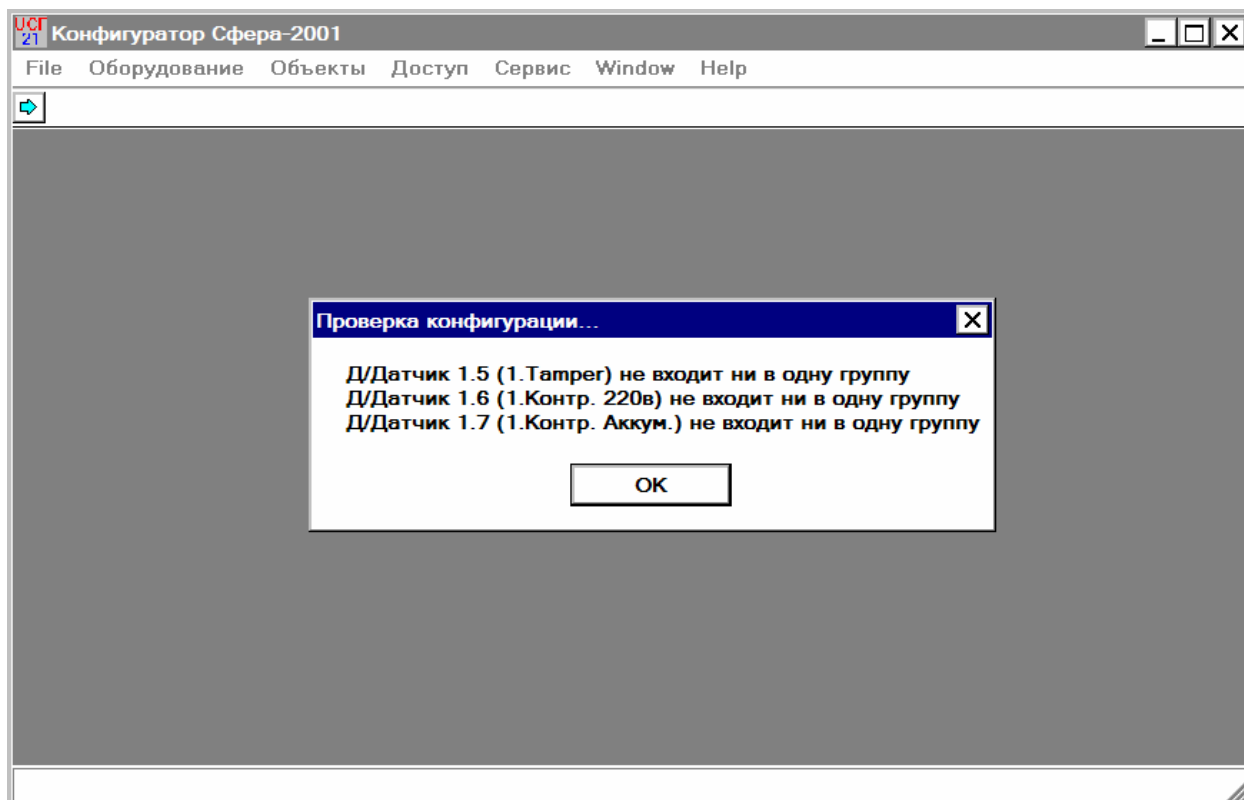 УСГ
21
Конфигуратор Сфера-2001
File Оборудование Объекты Доступ Сервис Window Help
Проверка конфигурации...
Д/Датчик 1.5 (1.Tamper) не входит ни в одну группу
Д/Датчик 1.6 (1.Контр. 220в) не входит ни в одну группу
Д/Датчик 1.7 (1.Контр. Аккум.) не входит ни в одну группу
OK